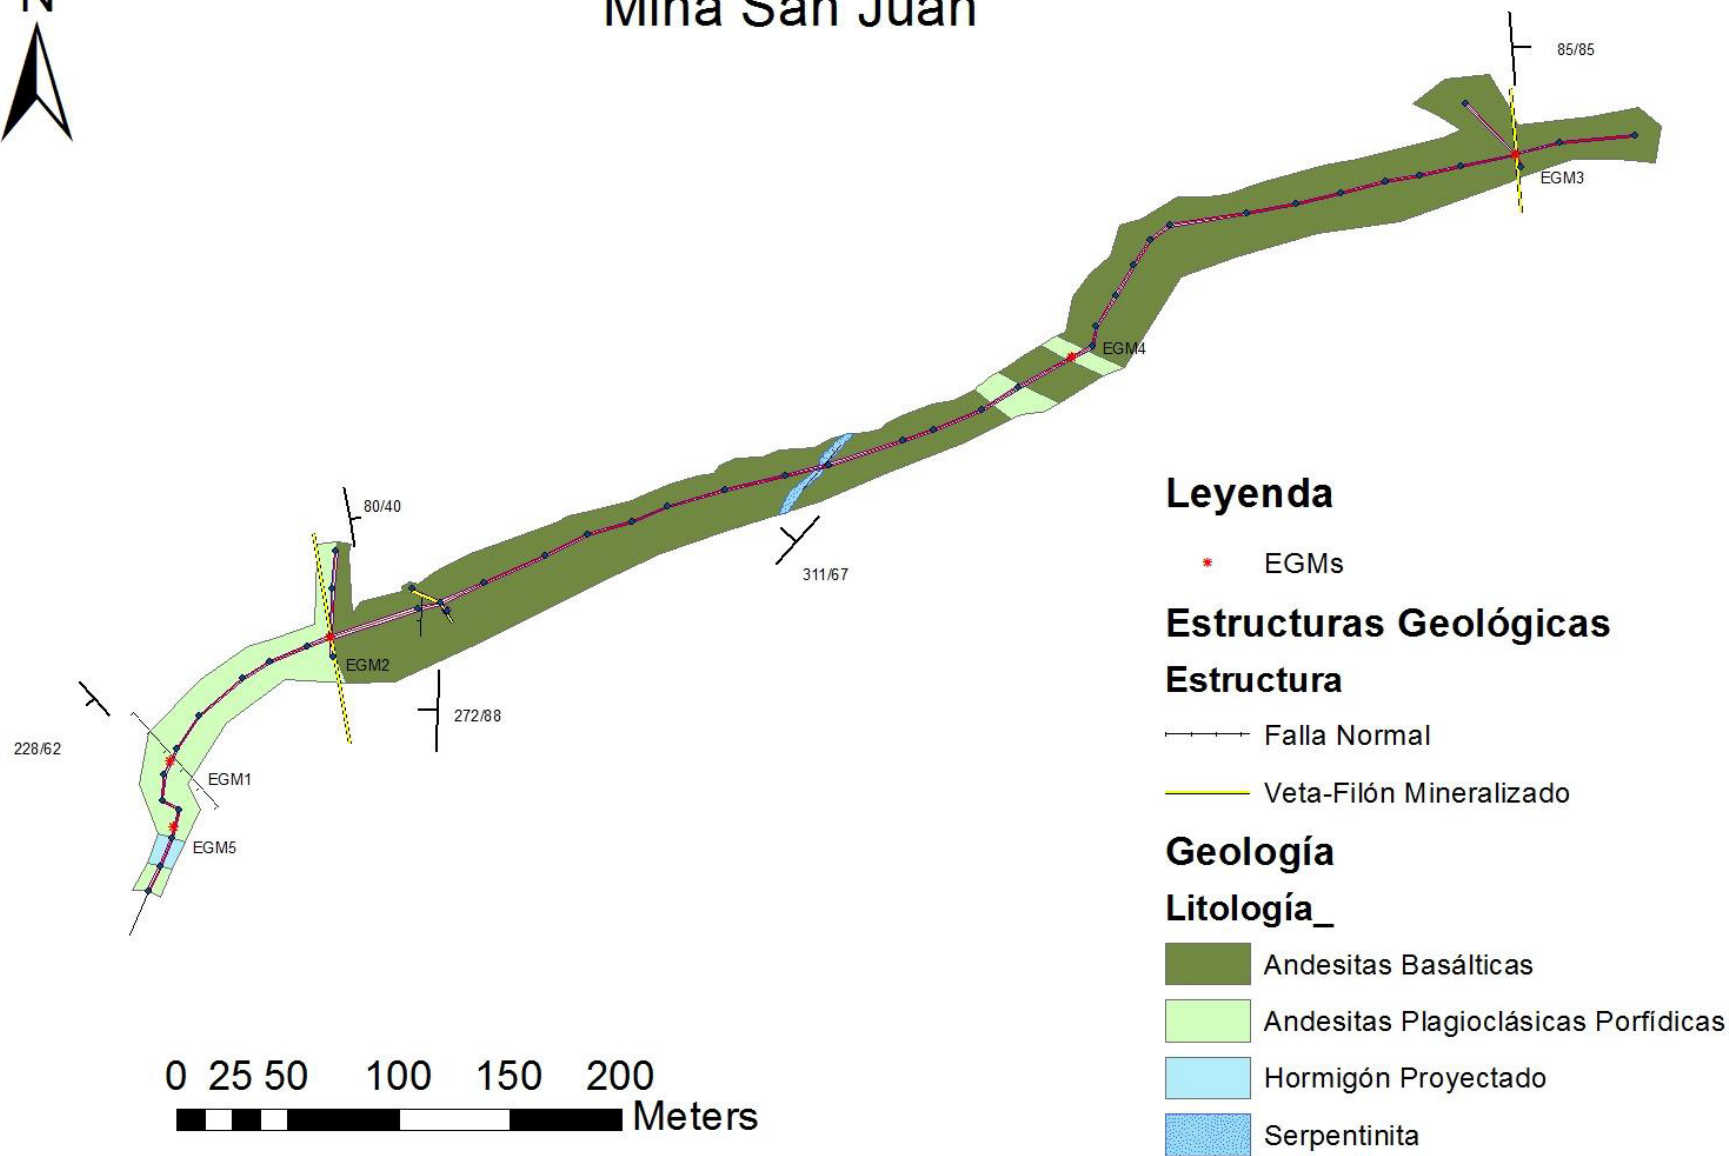 N
Mina San Juan
85/85
EGM3
EGM4
80/40
311/67
EGM2
272/88
228/62
EGM1
EGM5
Leyenda
EGMs
Estructuras Geológicas
Estructura
Falla Normal
Veta-Filón Mineralizado
Geología
Litología_
Andesitas Basálticas
Andesitas Plagioclásicas Porfídicas
Hormigón Proyectado
Serpentinita
0 25 50 100 150 200
Meters